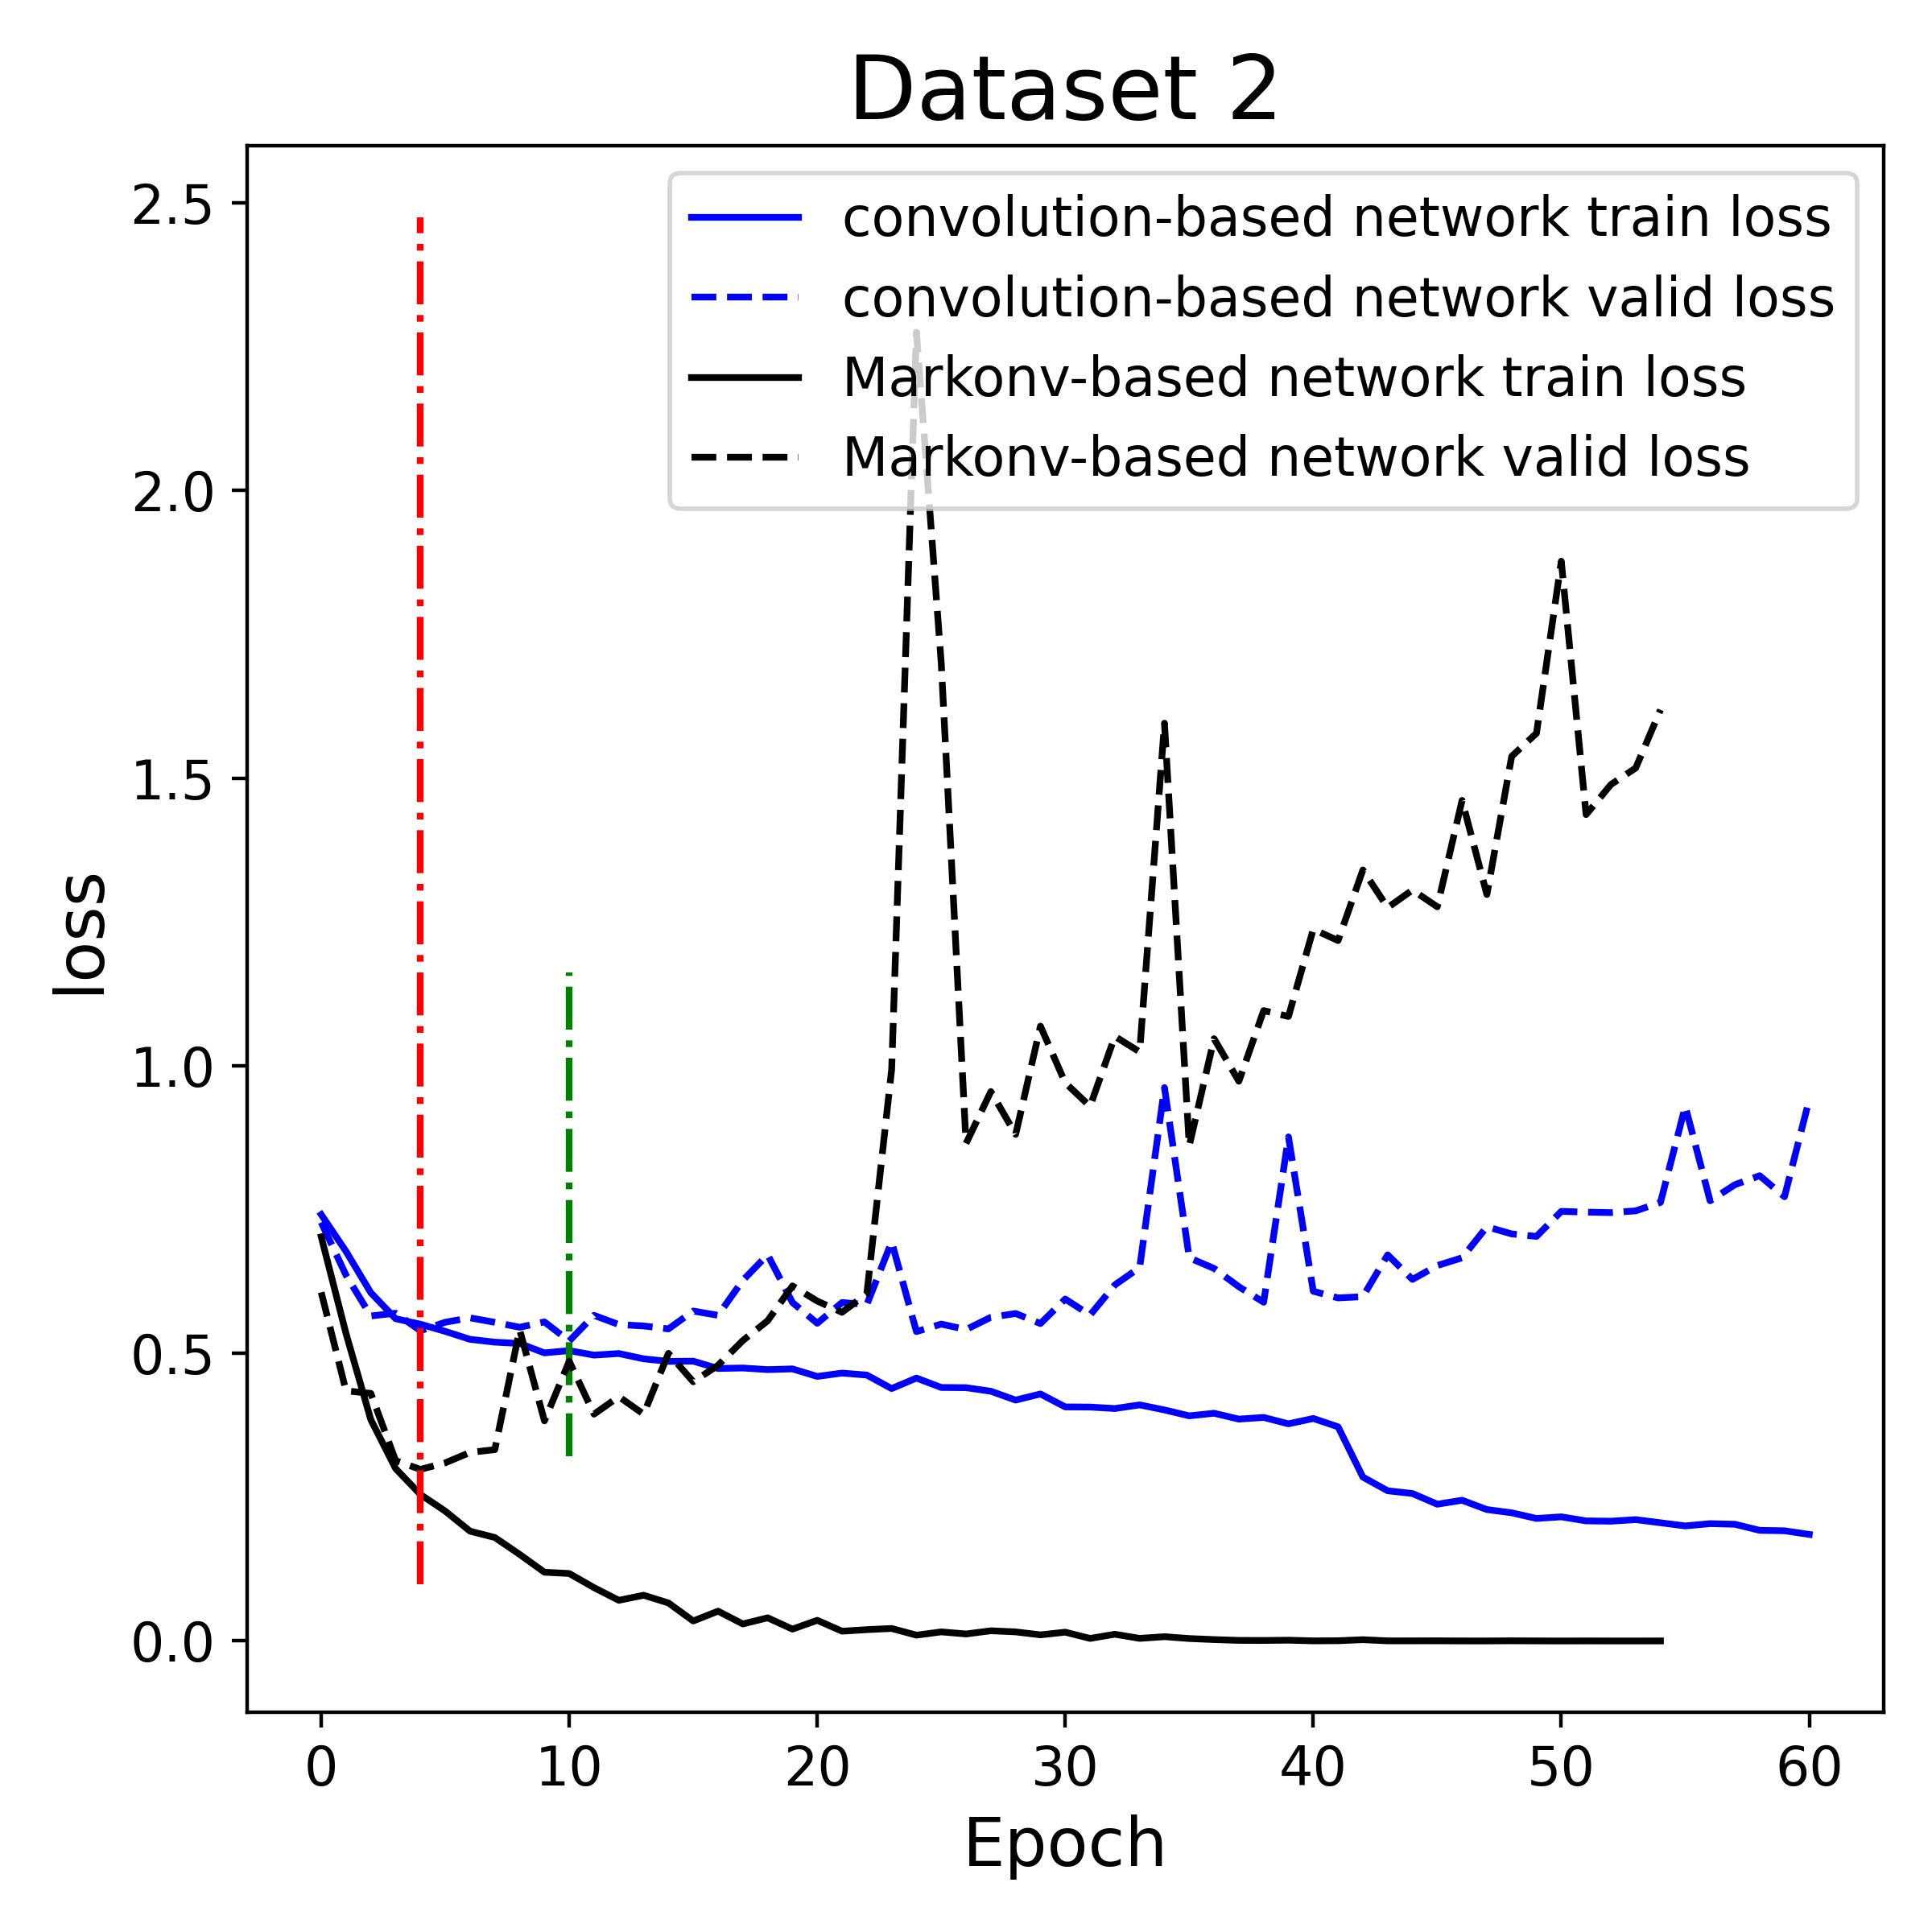 Dataset 2
convolution-based network train loss
convolution-based network valid loss
Markonv-based network train loss
Markonv-based network valid loss
loss
2.5
2.0
1.5
1.0
0.5
0.0
0 10 20 30 40 50 60
Epoch